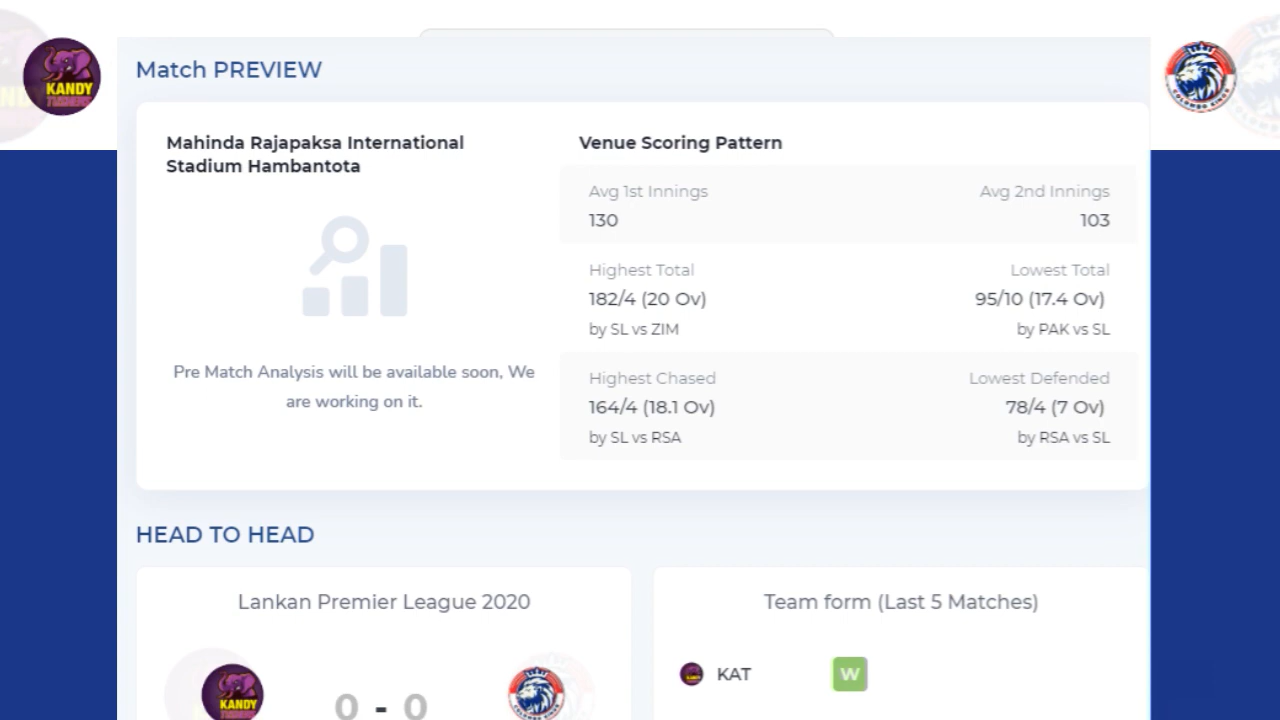 Match PREVIEW
KANDY
TUSKERS
COLOMBO KINGS
Mahinda Rajapaksa International
Stadium Hambantota
Pre Match Analysis will be available soon, We
are working on it.
Venue Scoring Pattern
Avg 1st Innings
Avg 2nd Innings
130
103
Highest Total
Lowest Total
182/4 (20 Ov)
95/10 (17.4 Ov)
by SL vs ZIM
by PAK vs SL
Highest Chased
Lowest Defended
164/4 (18.1 Ov)
78/4 (7 Ov)
by SL vs RSA
by RSA vs SL
HEAD TO HEAD
Lankan Premier League 2020
KANDY
0 - 0
Team form (Last 5 Matches)
KAT
W